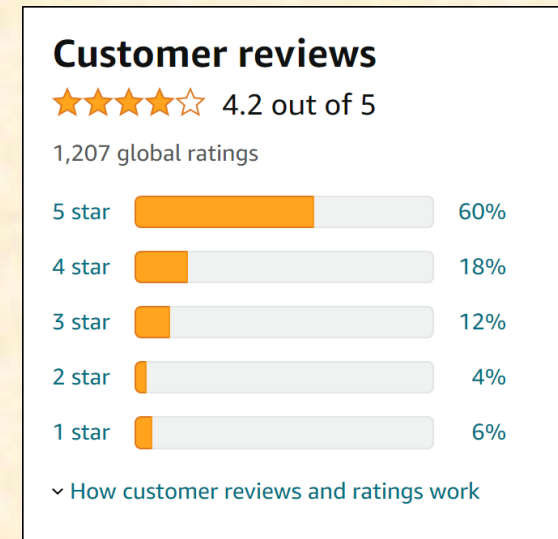 Customer reviews
4.2 out of 5
1,207 global ratings
5 star 60%
4 star 18%
3 star 12%
2 star 4%
1 star 6%
How customer reviews and ratings work